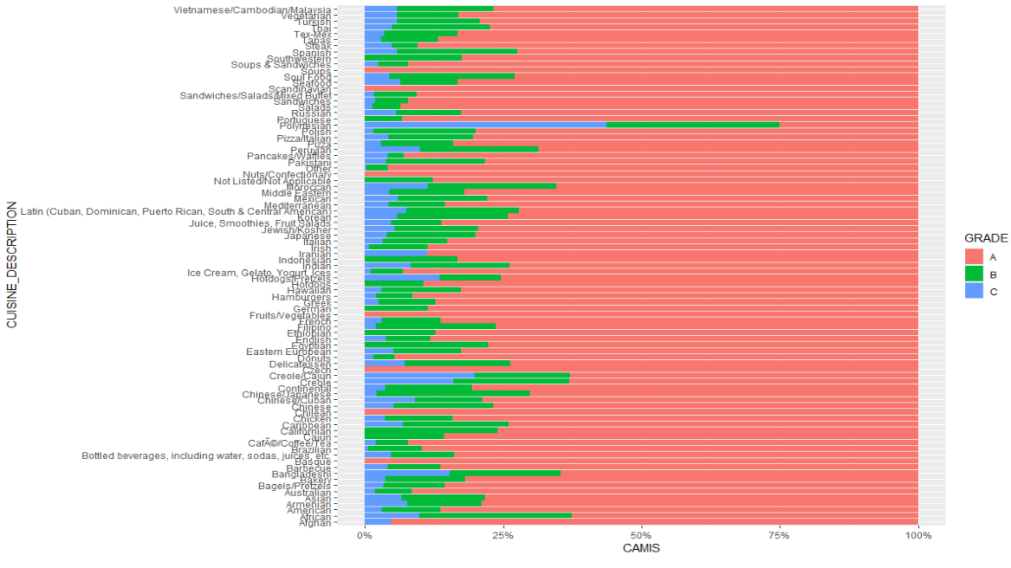 Vietnamese/Cambodian/Malaysia
Vegetarian
Turkish
Thai
Tex-Mex
Tapas
Steak
Spanish
Southwestern
Soups & Sandwiches
Soups
Soul Food
Seafood
Scandinavian
Sandwiches/Salads/Mixed Buffet
Sandwiches
Salads
Russian
Portuguese
Polynesian
Polish
Pizza/Italian
Pizza
Peruvian
Pancakes/Waffles
Pakistani
Other
Nuts/Confectionary
Not Listed/Not Applicable
Moroccan
Middle Eastern
Mexican
Mediterranean
Latin (Cuban, Dominican, Puerto Rican, South & Central American)
Korean
Juice, Smoothies, Fruit Salads
Jewish/Kosher
Japanese
Italian
Irish
Iranian
Indonesian
Indian
Ice Cream, Gelato, Yogurt, Ices
Hotdogs/Pretzels
Hotdogs
Hawaiian
Hamburgers
Greek
German
Fruits/Vegetables
French
Filipino
Ethiopian
English
Egyptian
Eastern European
Donuts
Delicatessen
Czech
Creole/Cajun
Creole
Continental
Chinese/Japanese
Chinese/Cuban
Chinese
Chilean
Chicken
Caribbean
Californian
Cajun
CafÃ©/Coffee/Tea
Brazilian
Bottled beverages, including water, sodas, juices, etc.
Basque
Barbecue
Bangladeshi
Bakery
Bagels/Pretzels
Australian
Asian
Armenian
American
African
Afghan
CUISINE_DESCRIPTION
0%
25%
50%
75%
100%
CAMIS
GRADE
A
B
C